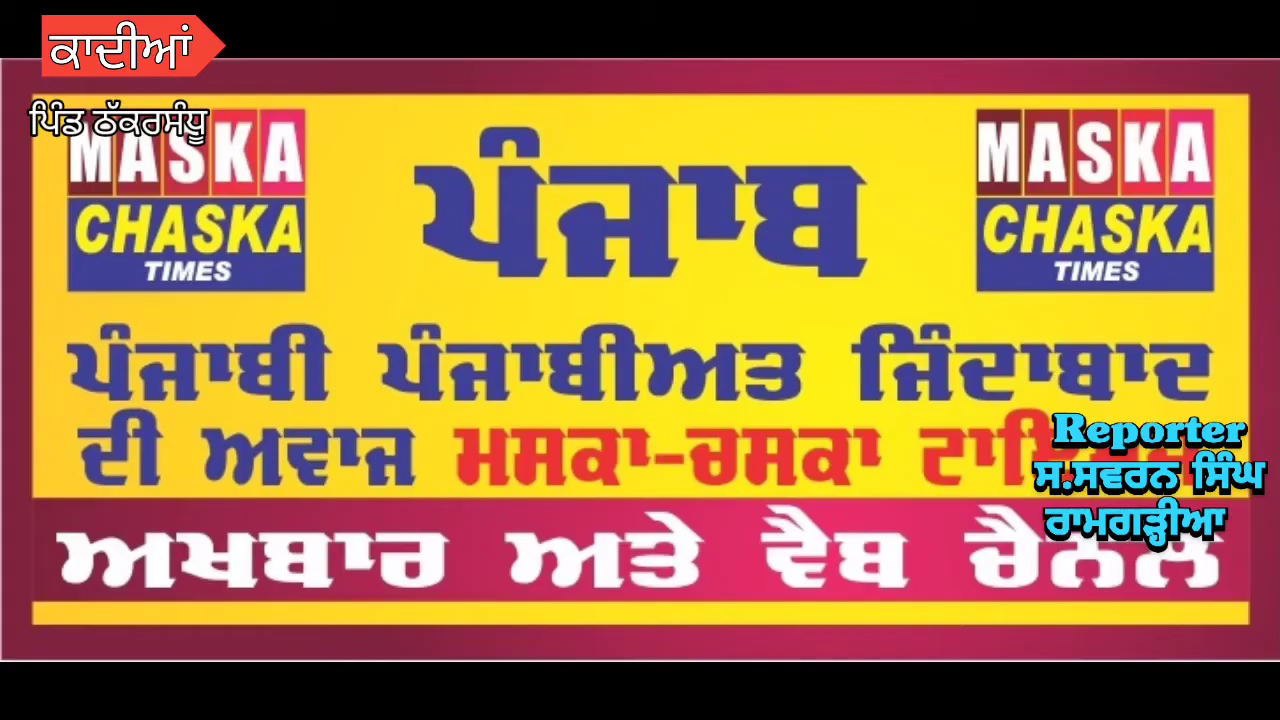 ਕਾਦੀਆਂ
ਪਿੰਡ ਠੱਕਰਸੰਧੂ
MASKA
CHASKA
TIMES
ਪੰਜਾਬ
MASKA
CHASKA
TIMES
ਪੰਜਾਬੀ ਪੰਜਾਬੀਅਤ ਜਿੰਦਾਬਾਦ
ਦੀ ਅਵਾਜ ਮਸਕਾ-ਚਸਕਾ
Reporter
ਸ.ਸਵਰਨ ਸਿੰਘ
ਰਾਮਗੜ੍ਹੀਆ
ਅਖਬਾਰ ਅਤੇ ਵੈਬ ਚੈਨਲ